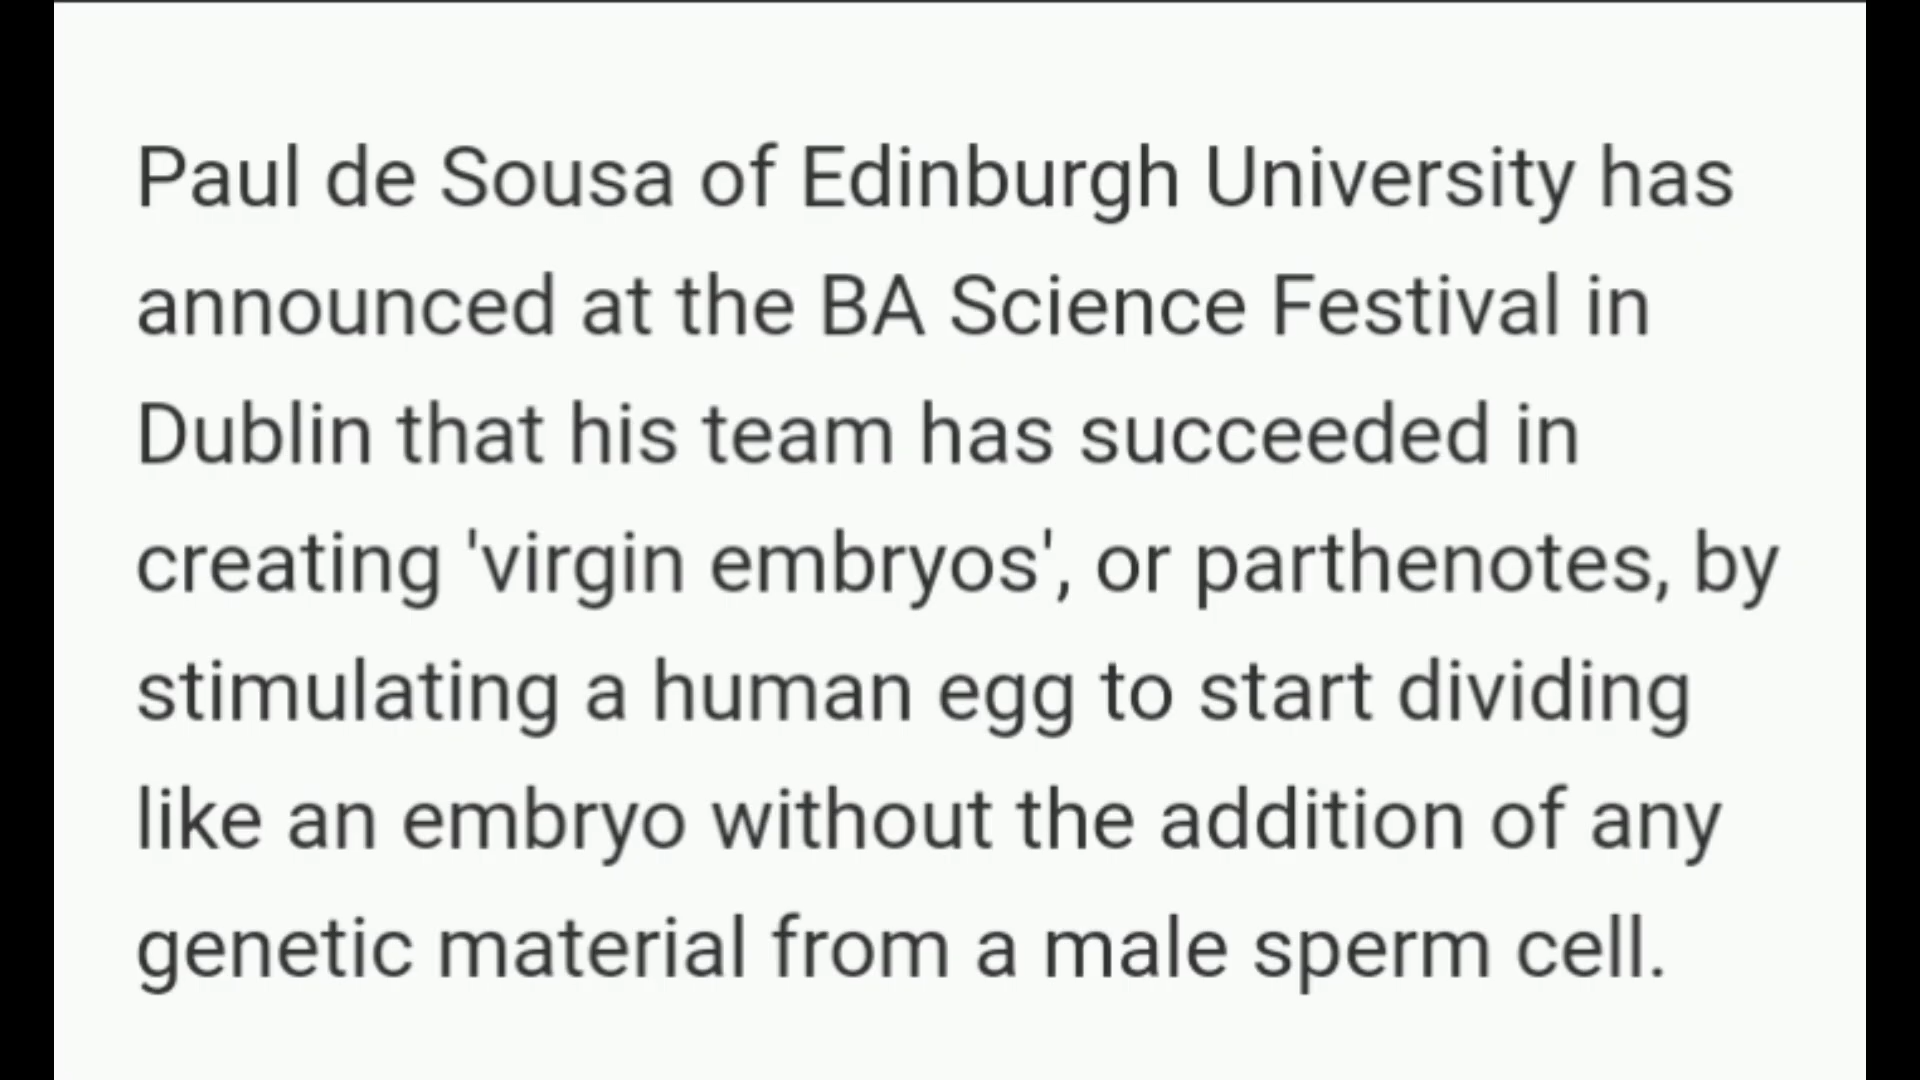 Paul de Sousa of Edinburgh University has
announced at the BA Science Festival in
Dublin that his team has succeeded in
creating 'virgin embryos', or parthenotes, by
stimulating a human egg to start dividing
like an embryo without the addition of any
genetic material from a male sperm cell.